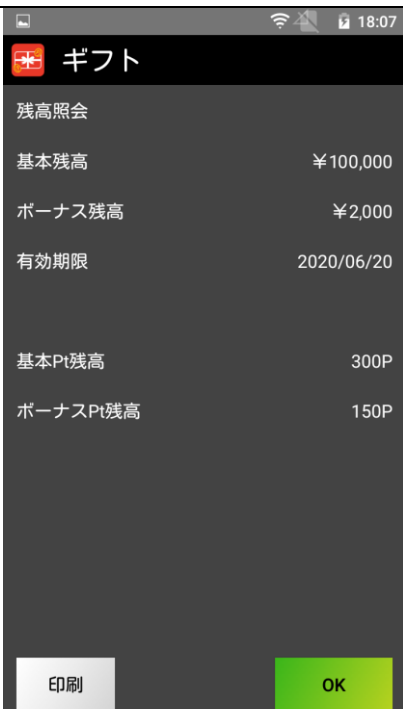 18:07
ギフト
残高照会
基本残高 ¥100,000
ボーナス残高 ¥2,000
有効期限 2020/06/20
基本Pt残高 300P
ボーナスPt残高 150P
印刷 OK